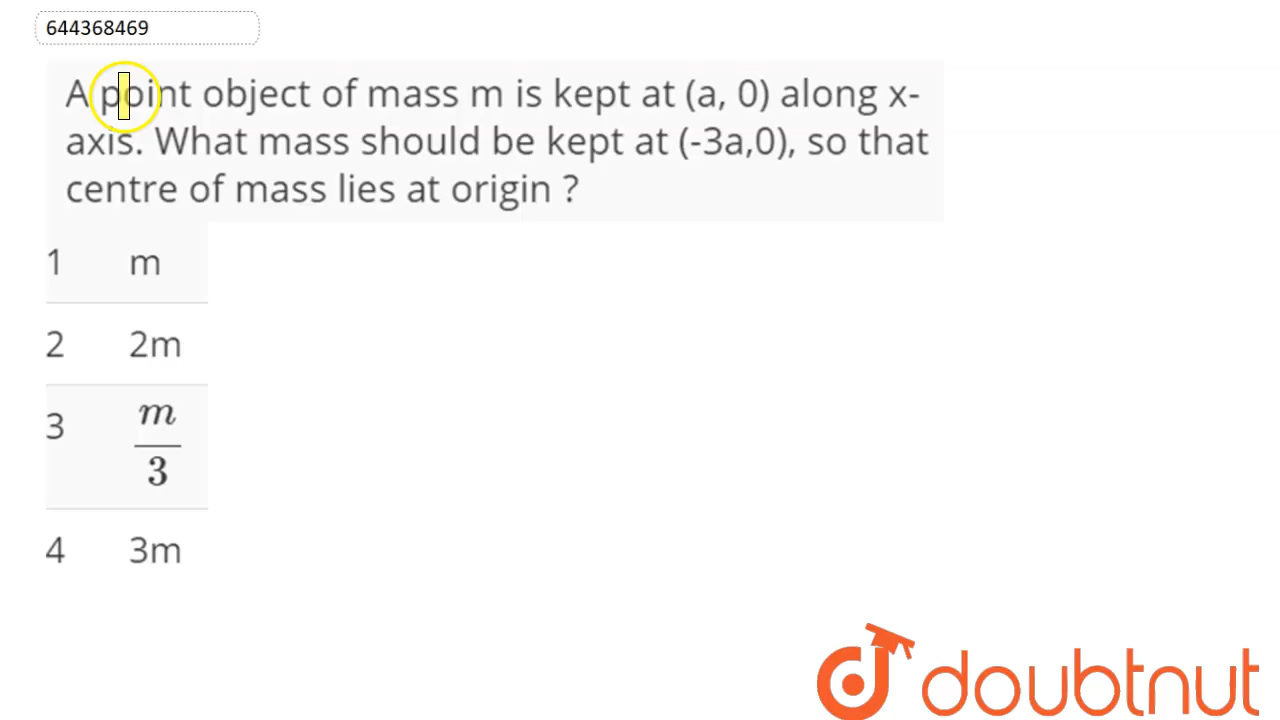 644368469
A point object of mass m is kept at (a, 0) along x-
axis. What mass should be kept at (-3a,0), so that
centre of mass lies at origin ?
1 m
2 2m
3 m/3
4 3m
doubtnut